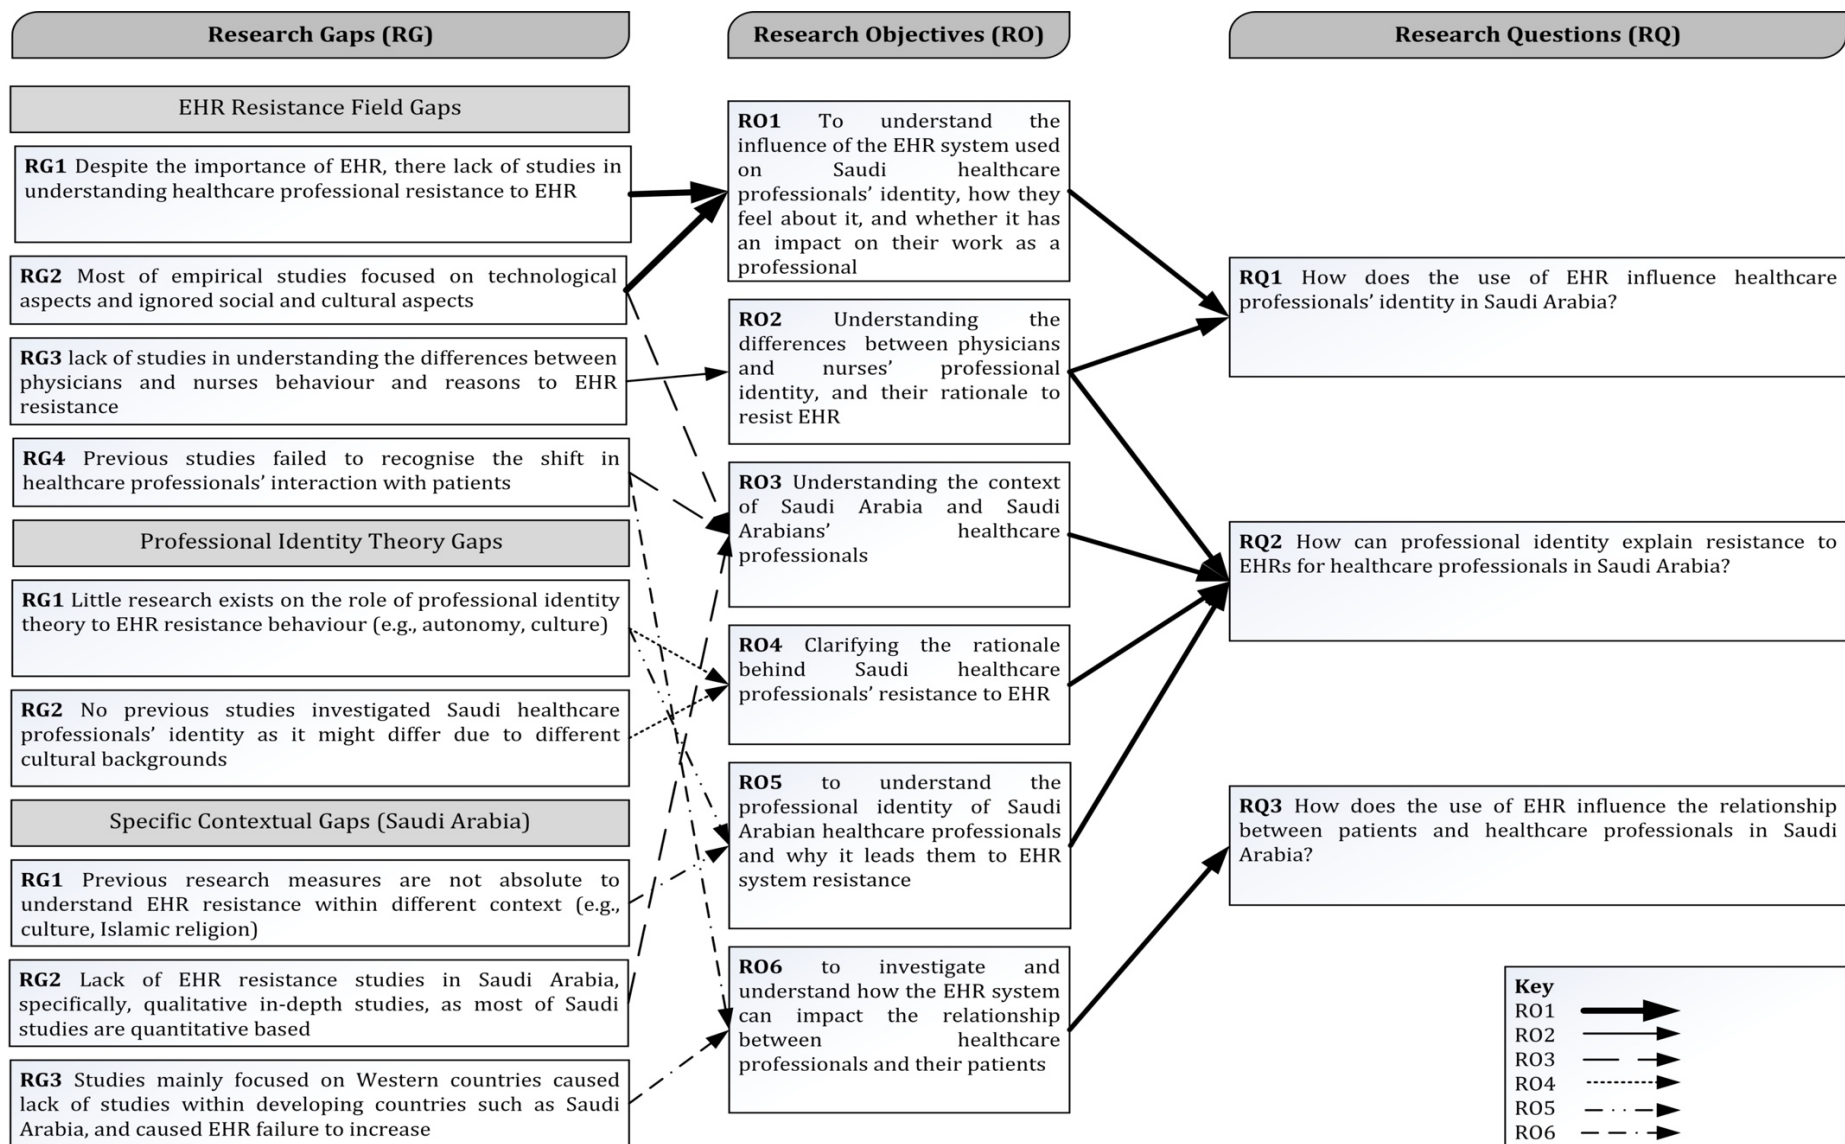 Research Gaps (RG)
EHR Resistance Field Gaps
RG1 Despite the importance of EHR, there lack of studies in
understanding healthcare professional resistance to EHR
RG2 Most of empirical studies focused on technological
aspects and ignored social and cultural aspects
RG3 lack of studies in understanding the differences between
physicians and nurses behaviour and reasons to EHR
resistance
RG4 Previous studies failed to recognise the shift in
healthcare professionals' interaction with patients
Professional Identity Theory Gaps
RG1 Little research exists on the role of professional identity
theory to EHR resistance behaviour (e.g., autonomy, culture)
RG2 No previous studies investigated Saudi healthcare
professionals' identity as it might differ due to different
cultural backgrounds
Specific Contextual Gaps (Saudi Arabia)
RG1 Previous research measures are not absolute to
understand EHR resistance within different context (e.g.,
culture, Islamic religion)
RG2 Lack of EHR resistance studies in Saudi Arabia,
specifically, qualitative in-depth studies, as most of Saudi
studies are quantitative based
RG3 Studies mainly focused on Western countries caused
lack of studies within developing countries such as Saudi
Arabia, and caused EHR failure to increase
Research Objectives (RO)
RO1 To understand the
influence of the EHR system used
on Saudi healthcare
professionals' identity, how they
feel about it, and whether it has
an impact on their work as a
professional
RO2 Understanding the
differences between physicians
and nurses' professional
identity, and their rationale to
resist EHR
RO3 Understanding the context
of Saudi Arabia and Saudi
Arabians' healthcare
professionals
RO4 Clarifying the rationale
behind Saudi healthcare
professionals' resistance to EHR
RO5 to understand the
professional identity of Saudi
Arabian healthcare professionals
and why it leads them to EHR
system resistance
RO6 to investigate and
understand how the EHR system
can impact the relationship
between healthcare
professionals and their patients
Research Questions (RQ)
RQ1 How does the use of EHR influence healthcare
professionals' identity in Saudi Arabia?
RQ2 How can professional identity explain resistance to
EHRs for healthcare professionals in Saudi Arabia?
RQ3 How does the use of EHR influence the relationship
between patients and healthcare professionals in Saudi
Arabia?
Key
RO1
RO2
RO3
RO4
RO5
RO6